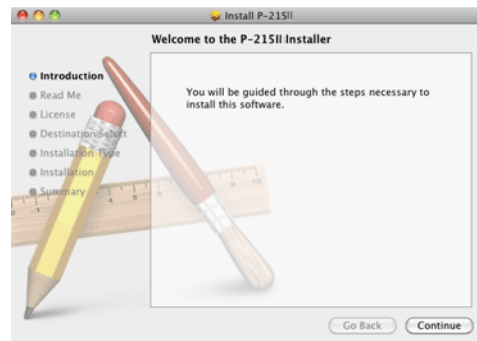 Install P-215II
Welcome to the P-215II Installer
Introduction
Read Me
License
Destination Select
Installation Type
Installation
Summary
You will be guided through the steps necessary to
install this software.
Go Back
Continue